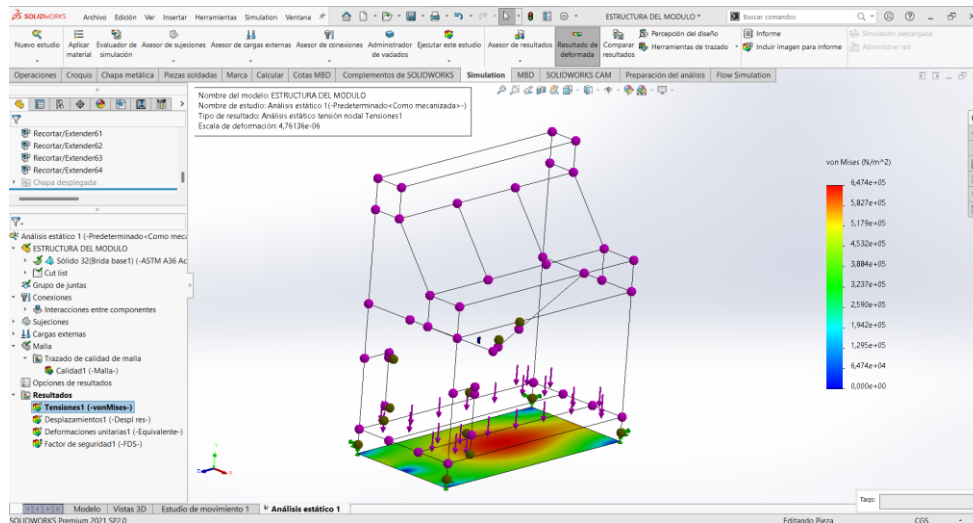 SOLIDWORKS
Archivo Edición Ver Insertar Herramientas Simulation Ventana
ESTRUCTURA DEL MODULO *
Buscar comandos
Nuevo estudio
Aplicar material
Evaluación de simulación
Asesor de sujeciones
Asesor de cargas externas
Asesor de conexiones
Administrador de vaciados
Ejecutar este estudio
Asesor de resultados
Resultado de deformada
Comparar resultados
Percepción del diseño
Herramientas de trazado
Informe
Incluir imagen para informe
Simulación descargada
Administrar red
Operaciones Croquis Chapa metálica Piezas soldadas Marca Calcular Cotas MBD Complementos de SOLIDWORKS Simulation MBD SOLIDWORKS CAM Preparación del análisis Flow Simulation
Recortar/Extender61
Recortar/Extender62
Recortar/Extender63
Recortar/Extender64
Chapa desplegada
Análisis estático 1 (-Predeterminado<Como meca
ESTRUCTURA DEL MODULO
Sólido 32(Brida base1) (-ASTM A36 Ac
Cut list
Grupo de juntas
Conexiones
Interacciones entre componentes
Sujeciones
Cargas externas
Malla
Trazado de calidad de malla
Calidad1 (-Malla-)
Opciones de resultados
Resultados
Tensiones1 (-vonMises-)
Desplazamientos1 (-Despl res-)
Deformaciones unitarias1 (-Equivalente-)
Factor de seguridad1 (-FDS-)
Nombre del modelo: ESTRUCTURA DEL MODULO
Nombre de estudio: Análisis estático 1(-Predeterminado<Como mecanizada>-)
Tipo de resultado: Análisis estático tensión nodal Tensiones1
Escala de deformación: 4,76136e-06
von Mises (N/m^2)
6,474e+05
5,827e+05
5,179e+05
4,532e+05
3,884e+05
3,237e+05
2,590e+05
1,942e+05
1,295e+05
6,474e+04
0,000e+00
Y
Z X
Tags:
Modelo Vistas 3D Estudio de movimiento 1 Análisis estático 1
SOLIDWORKS Premium 2021 SP2.0
Editando Pieza
CGS